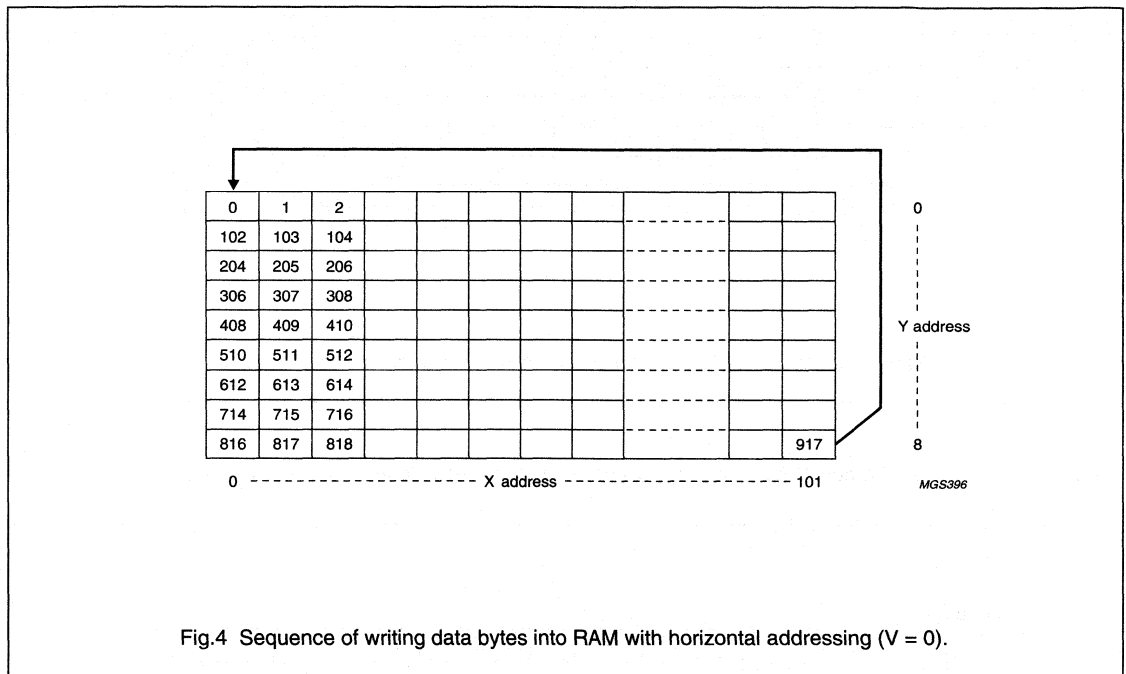 0 1 2 0
102 103 104
204 205 206
306 307 308
408 409 410 Y address
510 511 512
612 613 614
714 715 716
816 817 818 917 8
0 X address 101 MGS396
Fig.4 Sequence of writing data bytes into RAM with horizontal addressing (V = 0).